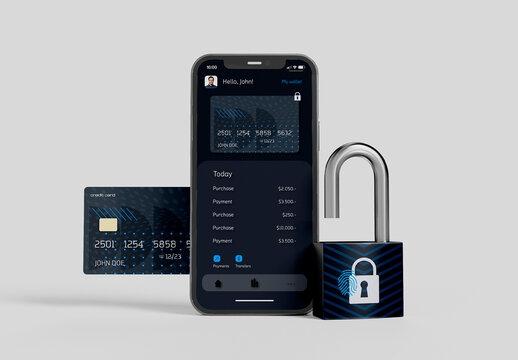 10:00
Hello, John!
My wallet
2501 1254 5858 5632
12/23
JOHN DOE
Today
Purchase $2.050.-
Payment $3.500.-
Purchase $250.-
Purchase $10.000.-
Payment $3.500.-
Payments Transfers
credit card
2501 1254 5858 5
12/23
JOHN DOE